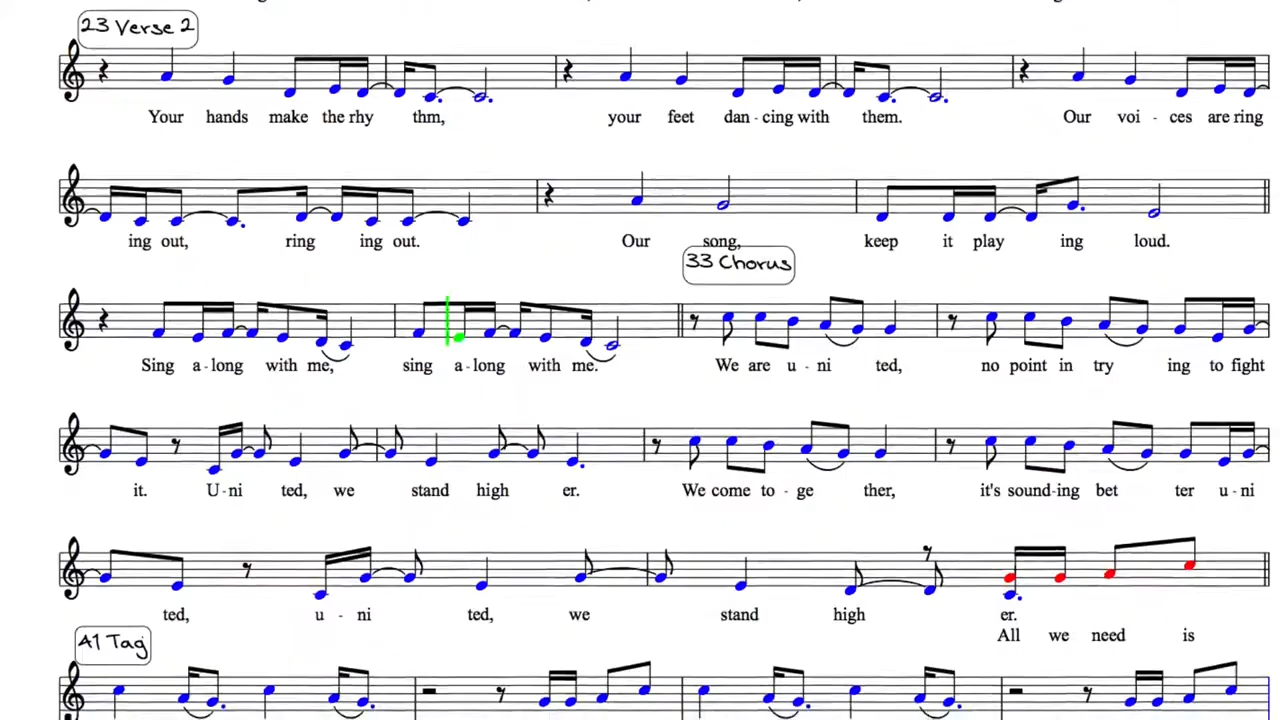 23 Verse 2
Your hands make the rhy thm, your feet dan - cing with them. Our voi - ces are ring
ing out, ring ing out. Our song, keep it play ing loud.
33 Chorus
Sing a - long with me, sing a - long with me. We are u - ni ted, no point in try ing to fight
it. U - ni ted, we stand high er. We come to - ge ther, it's sound - ing bet ter u - ni
ted, u - ni ted, we stand high er.
All we need is
41 Tag